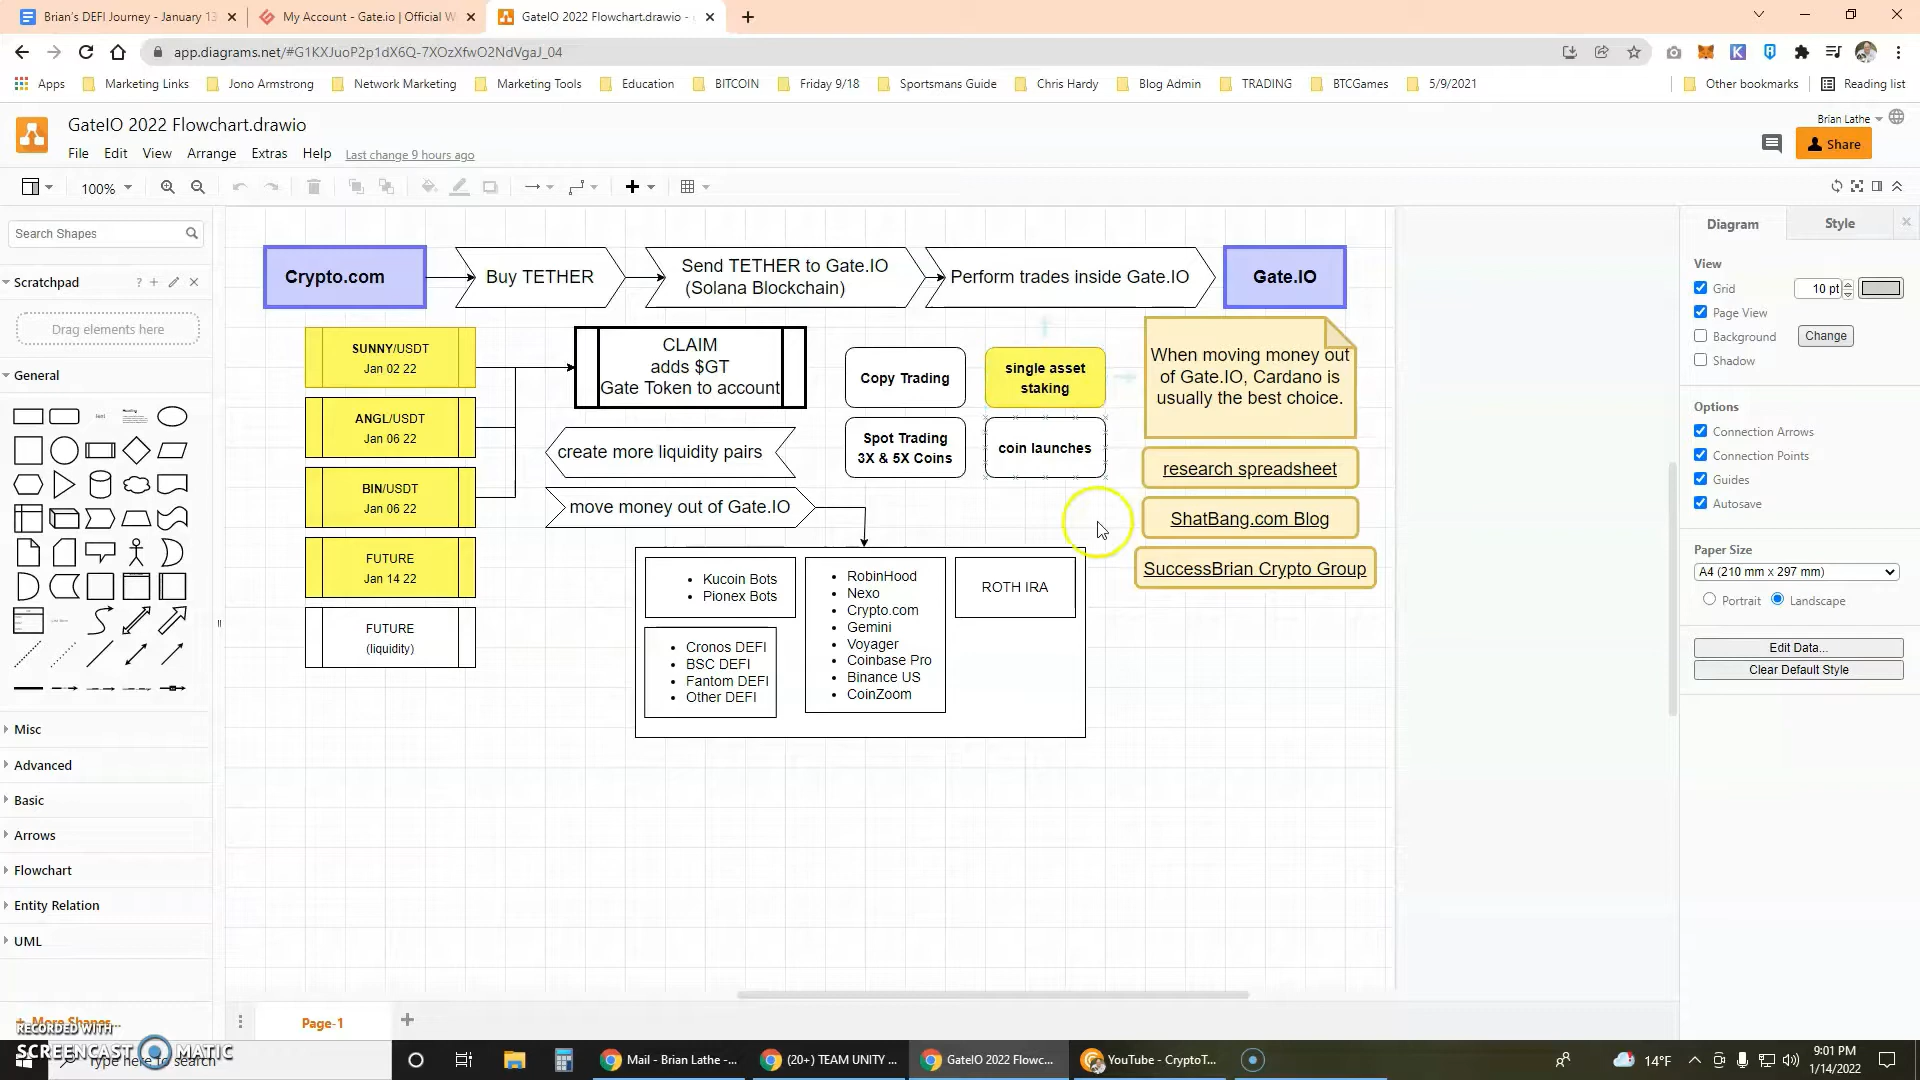 Brian's DEFI Journey - January 13
My Account - Gate.io | Official W
GateIO 2022 Flowchart.drawio -
app.diagrams.net/#G1KXJuoP2p1dX6Q-7XOzXfwO2NdVgaJ_04
Apps
Marketing Links
Jono Armstrong
Network Marketing
Marketing Tools
Education
BITCOIN
Friday 9/18
Sportsmans Guide
Chris Hardy
Blog Admin
TRADING
BTCGames
5/9/2021
Other bookmarks
Reading list
GateIO 2022 Flowchart.drawio
Brian Lathe
File Edit View Arrange Extras Help Last change 9 hours ago
Share
100%
Search Shapes
Scratchpad
Drag elements here
General
Misc
Advanced
Basic
Arrows
Flowchart
Entity Relation
UML
More Shapes...
Crypto.com
Buy TETHER
Send TETHER to Gate.IO
(Solana Blockchain)
Perform trades inside Gate.IO
Gate.IO
SUNNY/USDT
Jan 02 22
ANGL/USDT
Jan 06 22
BIN/USDT
Jan 06 22
FUTURE
Jan 14 22
FUTURE
(liquidity)
CLAIM
adds $GT
Gate Token to account
create more liquidity pairs
move money out of Gate.IO
Copy Trading
single asset
staking
Spot Trading
3X & 5X Coins
coin launches
When moving money out
of Gate.IO, Cardano is
usually the best choice.
research spreadsheet
ShatBang.com Blog
SuccessBrian Crypto Group
Kucoin Bots
Pionex Bots
Cronos DEFI
BSC DEFI
Fantom DEFI
Other DEFI
RobinHood
Nexo
Crypto.com
Gemini
Voyager
Coinbase Pro
Binance US
CoinZoom
ROTH IRA
Diagram
Style
View
Grid
10 pt
Page View
Background
Change
Shadow
Options
Connection Arrows
Connection Points
Guides
Autosave
Paper Size
A4 (210 mm x 297 mm)
Portrait
Landscape
Edit Data...
Clear Default Style
Page-1
RECORDED WITH
SCREENCAST MATIC
Type here to search
Mail - Brian Lathe -...
(20+) TEAM UNITY ...
GateIO 2022 Flowc...
YouTube - CryptoT...
14°F
9:01 PM
1/14/2022